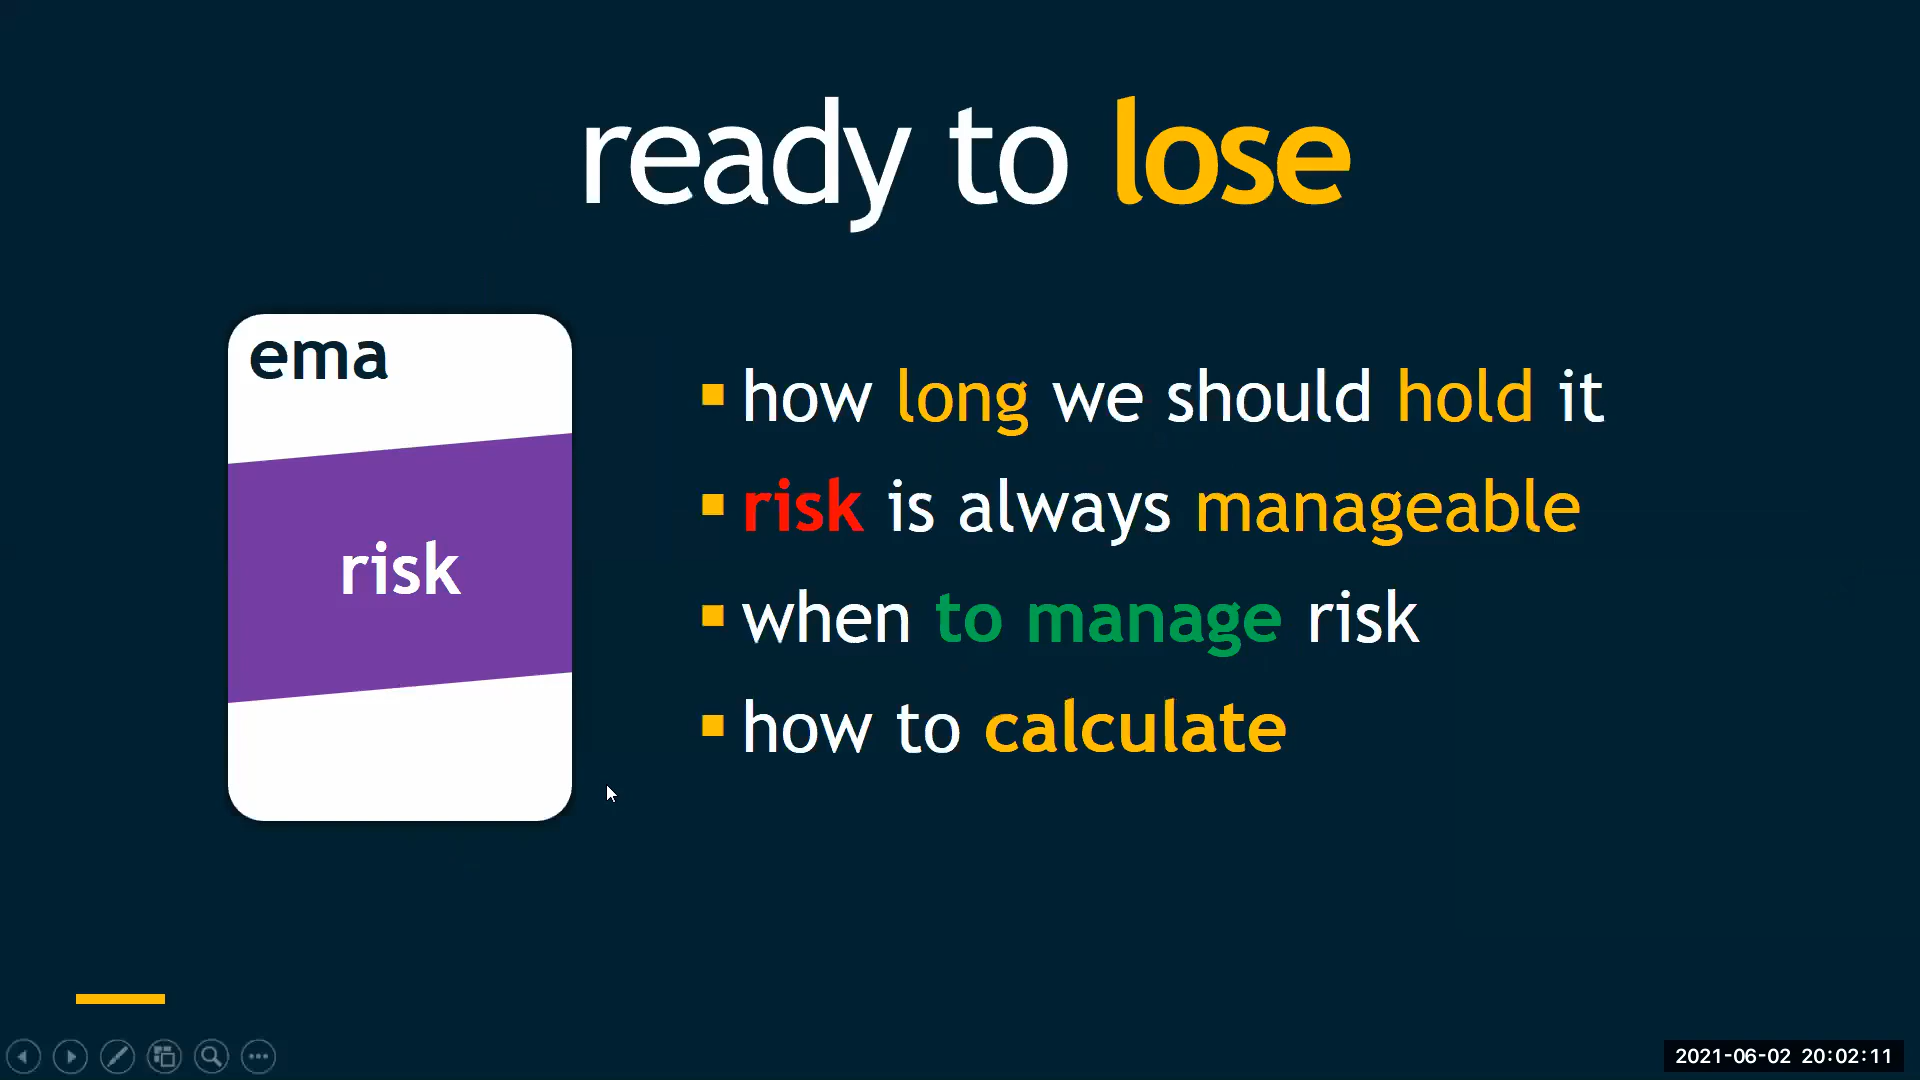 ready to lose
ema
risk
how long we should hold it
risk is always manageable
when to manage risk
how to calculate
2021-06-02 20:02:11